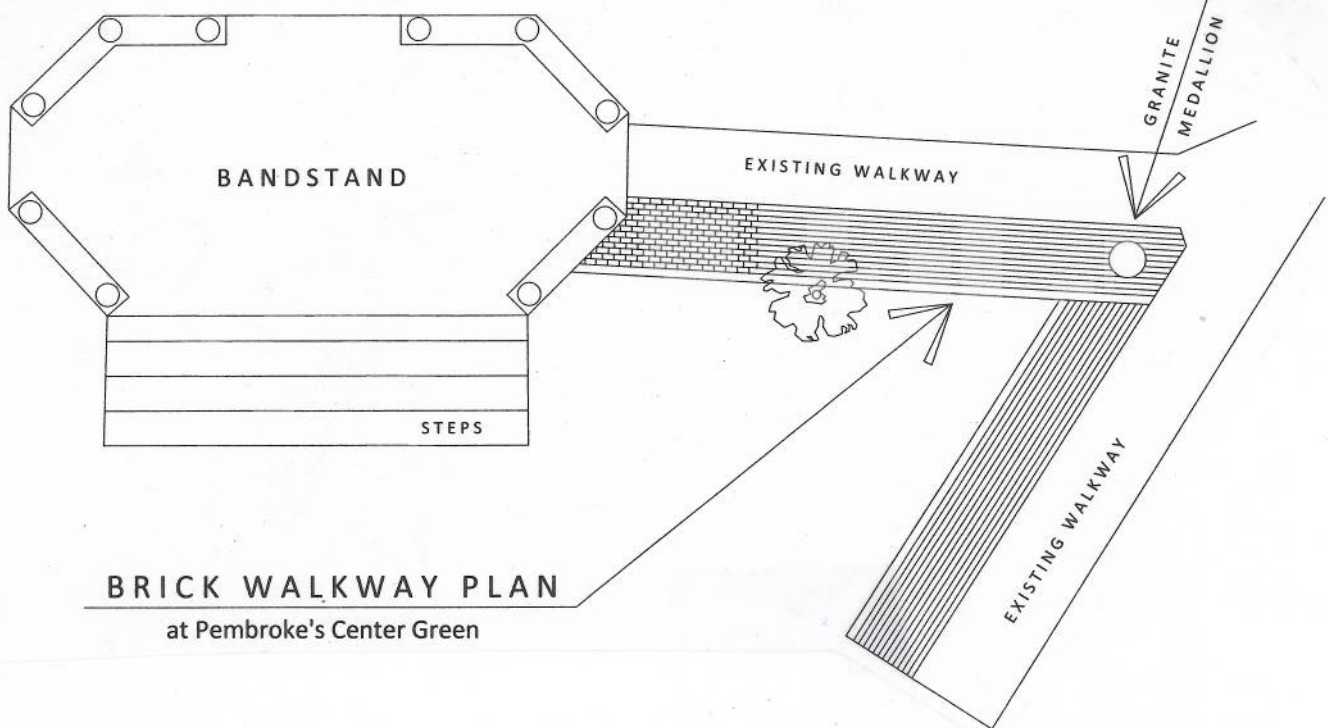 GRANITE
MEDALLION
EXISTING WALKWAY
BANDSTAND
STEPS
EXISTING WALKWAY
BRICK WALKWAY PLAN
at Pembroke's Center Green